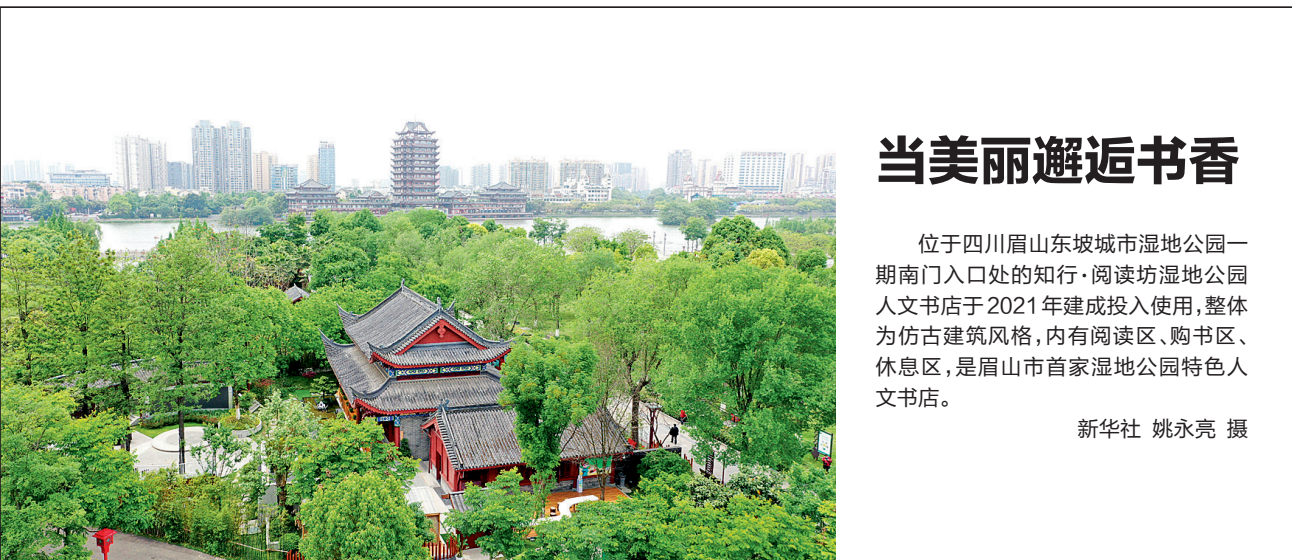 当美丽邂逅书香
位于四川眉山东坡城市湿地公园一
期南门入口处的知行·阅读坊湿地公园
人文书店于2021年建成投入使用，整体
为仿古建筑风格，内有阅读区、购书区、
休息区，是眉山市首家湿地公园特色人
文书店。
新华社 姚永亮 摄